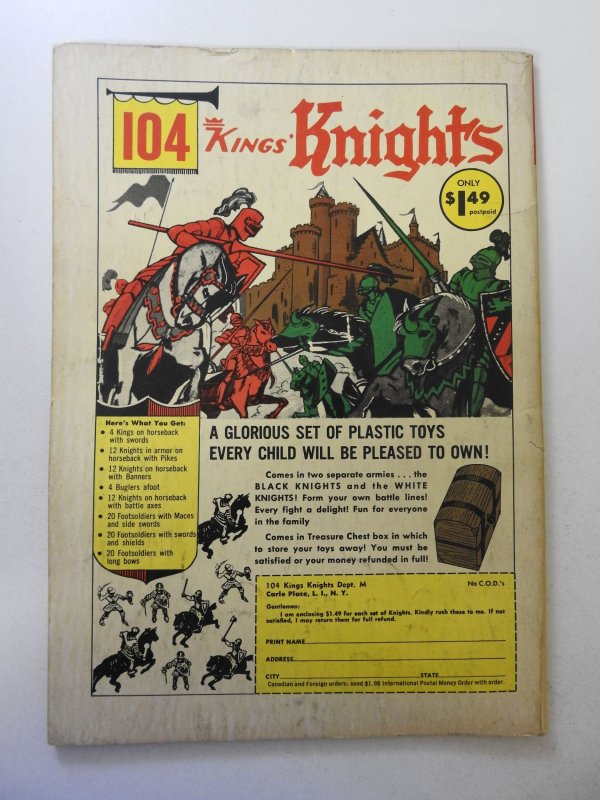 104
KINGS' Knights
ONLY
$1.49
postpaid
Here's What You Get:
• 4 Kings on horseback
with swords
• 12 Knights in armor on
horseback with Pikes
• 12 Knights on horseback
with Banners
• 4 Buglers afoot
• 12 Knights on horseback
with battle axes
• 20 Footsoldiers with Maces
and side swords
• 20 Footsoldiers with swords
and shields
• 20 Footsoldiers with
long bows
A GLORIOUS SET OF PLASTIC TOYS
EVERY CHILD WILL BE PLEASED TO OWN!
Comes in two separate armies . . . the
BLACK KNIGHTS and the WHITE
KNIGHTS! Form your own battle lines!
Every fight a delight! Fun for everyone
in the family
Comes in Treasure Chest box in which
to store your toys away! You must be
satisfied or your money refunded in full!
104 Kings Knights Dept. M
No C.O.D.'s
Carle Place, L. I., N. Y.
Gentlemen:
I am enclosing $1.49 for each set of Knights. Kindly rush these to me. If not
satisfied, I may return them for full refund.
PRINT NAME
ADDRESS
CITY STATE
Canadian and Foreign orders: send $1.98 International Postal Money Order with order.